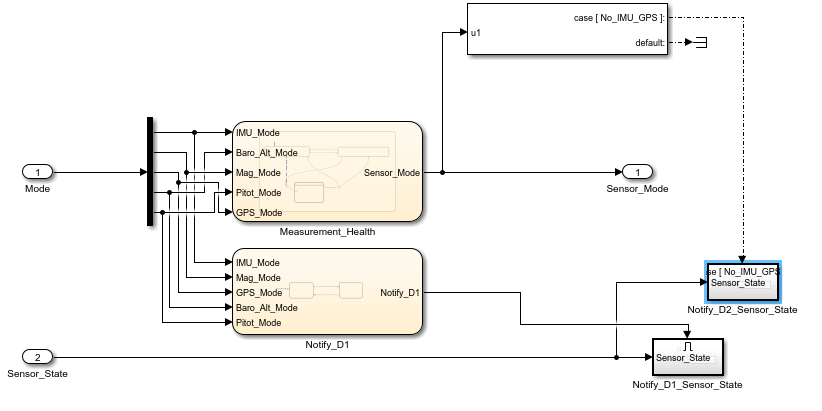 case [ No_IMU_GPS ]:
u1
default:
IMU_Mode
Baro_Alt_Mode
1
Mag_Mode
Sensor_Mode
1
Mode
Pitot_Mode
Sensor_Mode
GPS_Mode
Measurement_Health
IMU_Mode
Mag_Mode
GPS_Mode
Notify_D1
Baro_Alt_Mode
Pitot_Mode
Notify_D1
se [ No_IMU_GPS
Sensor_State
Notify_D2_Sensor_State
2
Sensor_State
Sensor_State
Notify_D1_Sensor_State